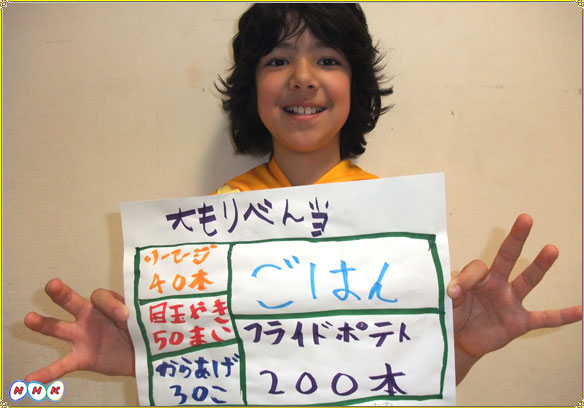 大もりべん当
ソーセージ
40本
ごはん
目玉やき
50まい
フライドポテト
200本
からあげ
30こ
NHK